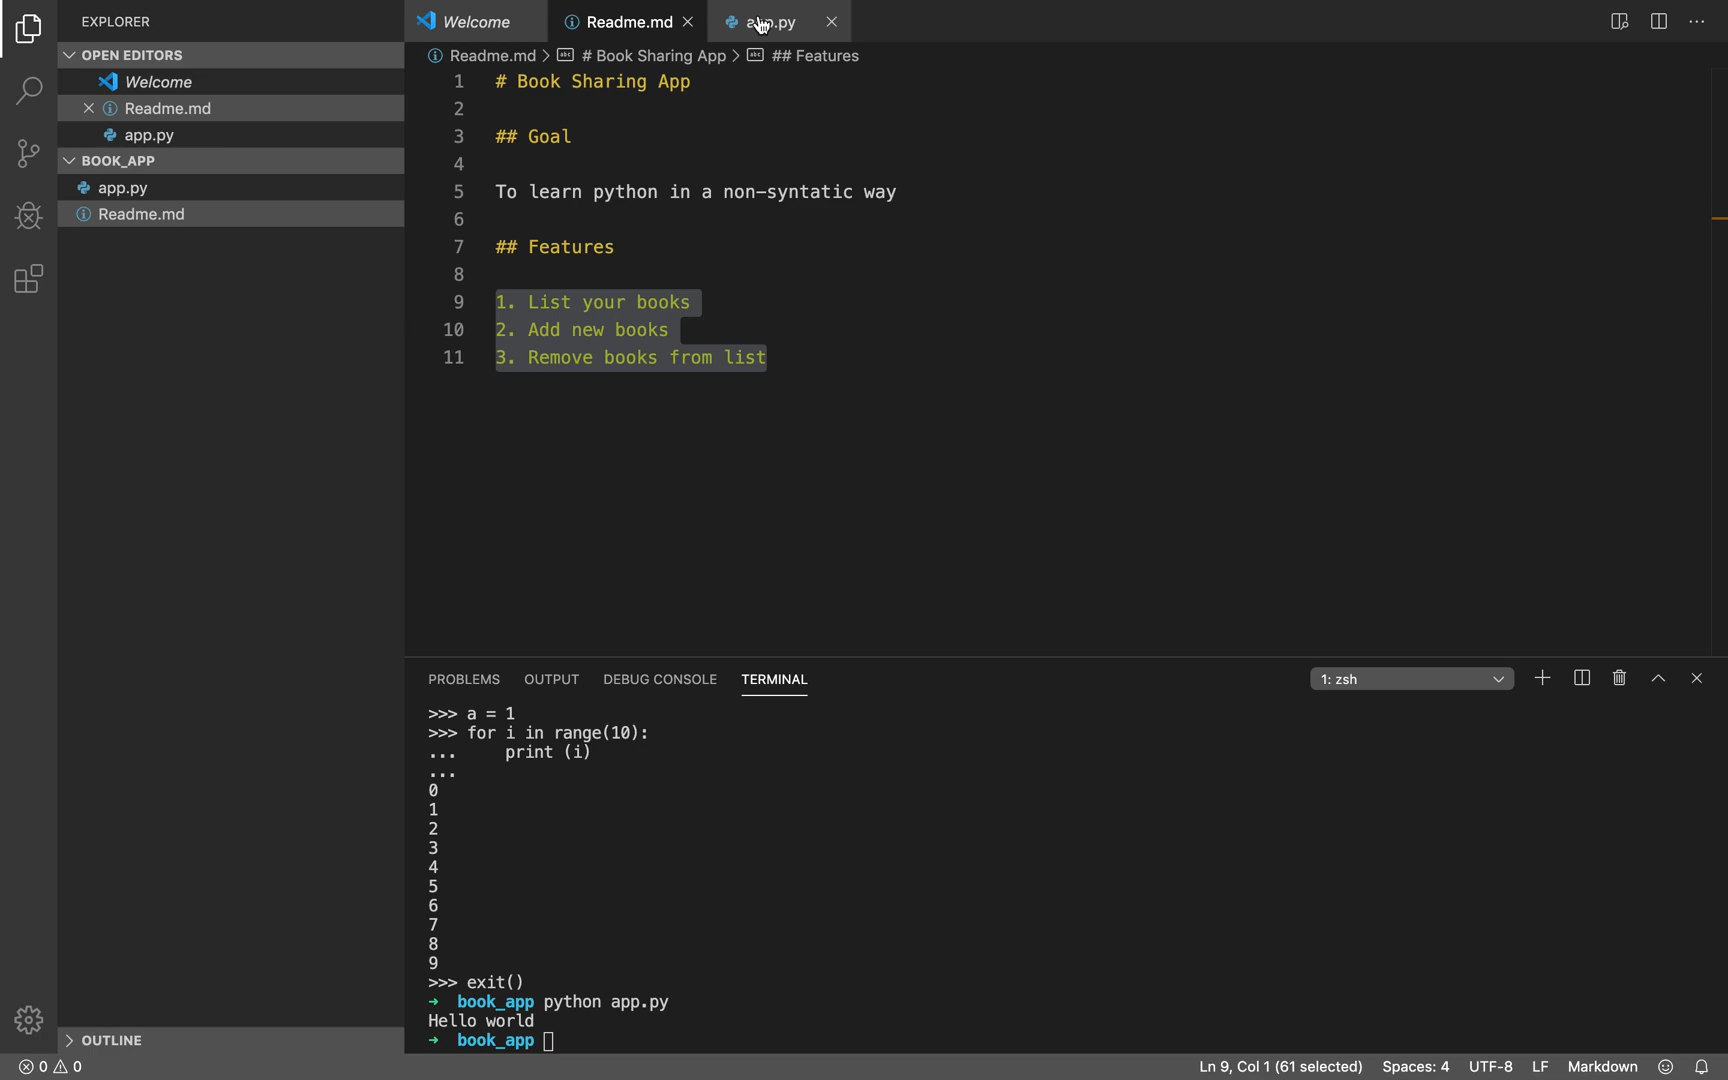 EXPLORER
OPEN EDITORS
Welcome
Readme.md
app.py
BOOK_APP
app.py
Readme.md
OUTLINE
Welcome
Readme.md
app.py
Readme.md > # Book Sharing App > ## Features
1 # Book Sharing App
2
3 ## Goal
4
5 To learn python in a non-syntatic way
6
7 ## Features
8
9 1. List your books
10 2. Add new books
11 3. Remove books from list
PROBLEMS OUTPUT DEBUG CONSOLE TERMINAL
1: zsh
>>> a = 1
>>> for i in range(10):
...     print (i)
...
0
1
2
3
4
5
6
7
8
9
>>> exit()
→ book_app python app.py
Hello world
→ book_app
0 0
Ln 9, Col 1 (61 selected) Spaces: 4 UTF-8 LF Markdown